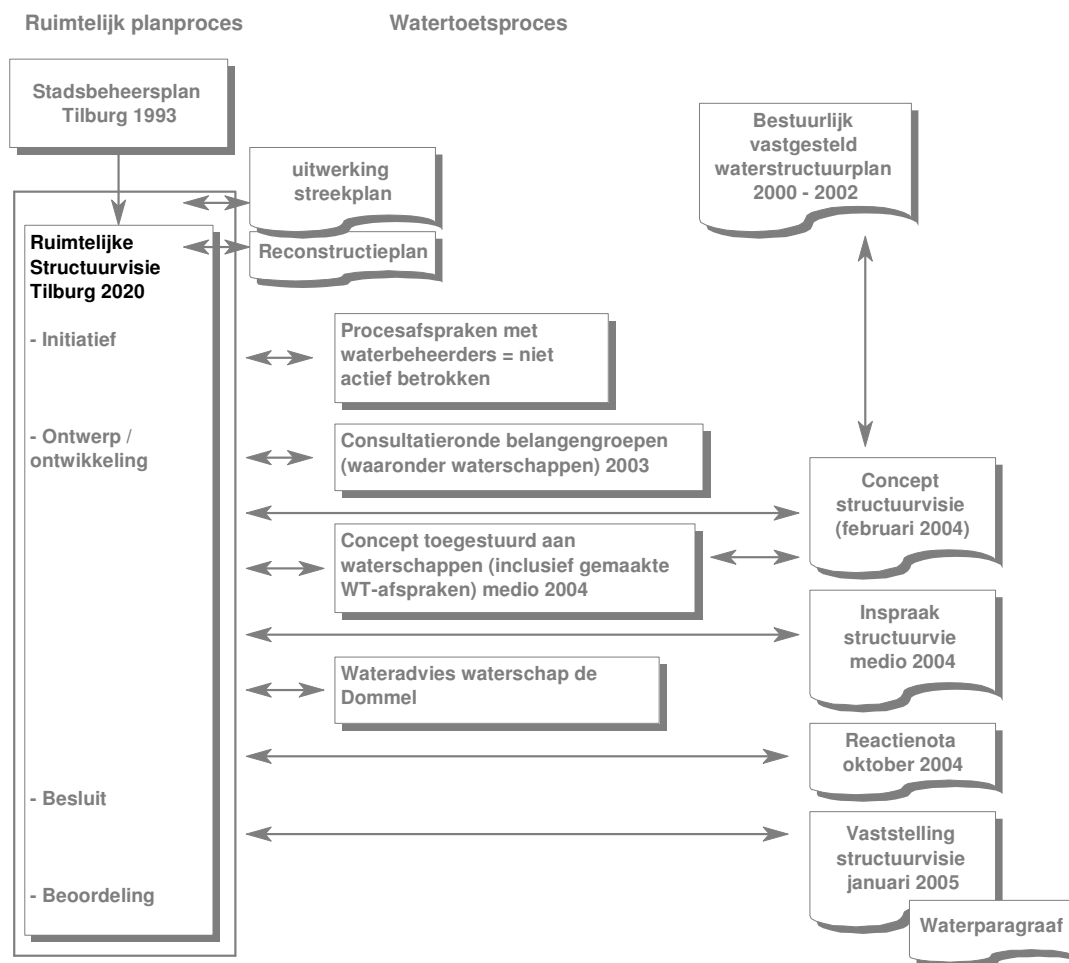 Ruimtelijk planproces
Watertoetsproces
Stadsbeheersplan
Tilburg 1993
Bestuurlijk
vastgesteld
waterstructuurplan
2000 - 2002
uitwerking
streekplan
Reconstructieplan
Ruimtelijke
Structuurvisie
Tilburg 2020
- Initiatief
Procesafspraken met
waterbeheerders = niet
actief betrokken
- Ontwerp /
ontwikkeling
Consultatieronde belangengroepen
(waaronder waterschappen) 2003
Concept
structuurvisie
(februari 2004)
Concept toegestuurd aan
waterschappen (inclusief gemaakte
WT-afspraken) medio 2004
Inspraak
structuurvie
medio 2004
Wateradvies waterschap de
Dommel
Reactienota
oktober 2004
- Besluit
Vaststelling
structuurvisie
januari 2005
- Beoordeling
Waterparagraaf